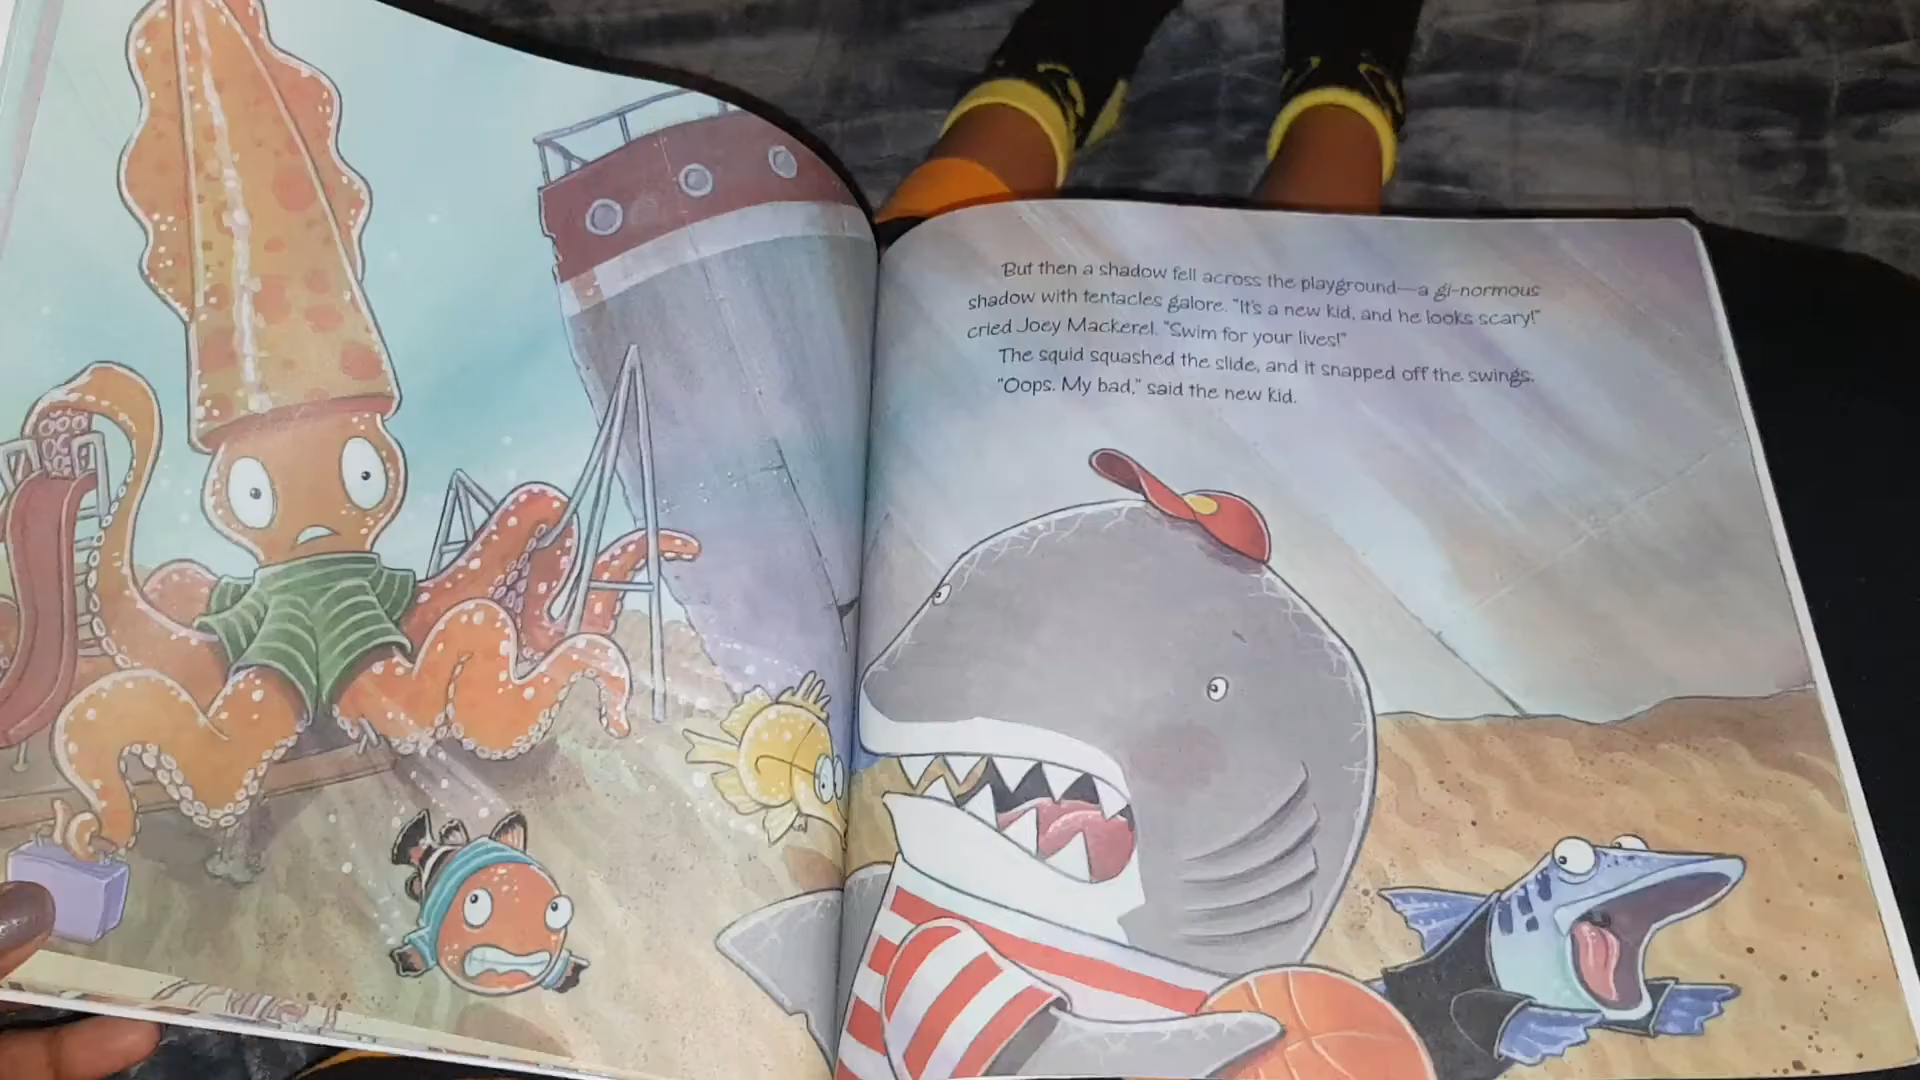 But then a shadow fell across the playground—a gi-normous
shadow with tentacles galore. "It's a new kid, and he looks scary!"
cried Joey Mackerel. "Swim for your lives!"
The squid squashed the slide, and it snapped off the swings.
"Oops. My bad," said the new kid.